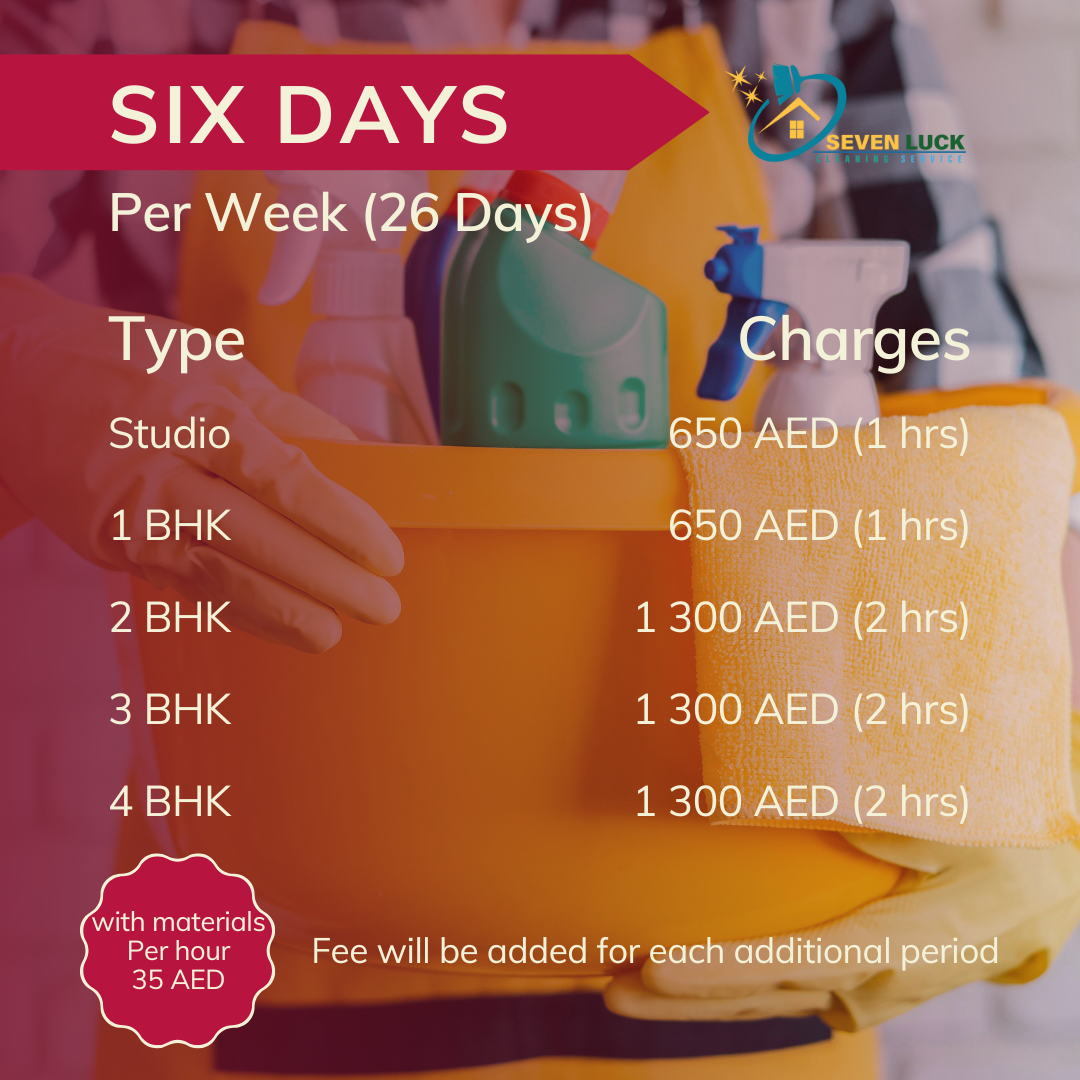 SIX DAYS
SEVEN LUCK
CLEANING SERVICE
Per Week (26 Days)
Type Charges
Studio 650 AED (1 hrs)
1 BHK 650 AED (1 hrs)
2 BHK 1 300 AED (2 hrs)
3 BHK 1 300 AED (2 hrs)
4 BHK 1 300 AED (2 hrs)
with materials
Per hour
35 AED
Fee will be added for each additional period